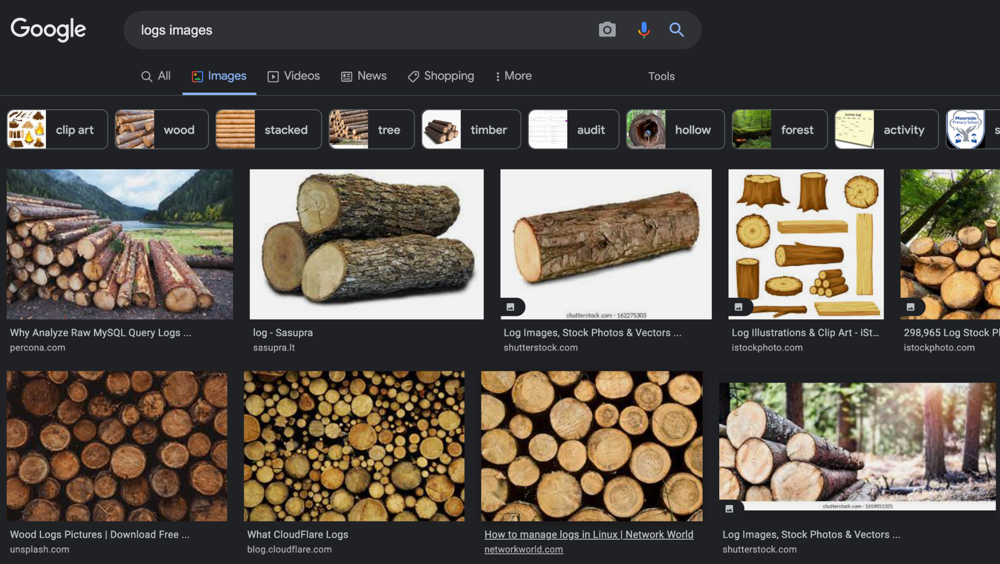 Google
logs images
All
Images
Videos
News
Shopping
More
Tools
clip art
wood
stacked
tree
timber
audit
hollow
forest
Activity Log
activity
Moorside
Primary School
s
shutterstock.com · 162275303
Why Analyze Raw MySQL Query Logs ...
percona.com
log - Sasupra
sasupra.lt
Log Images, Stock Photos & Vectors ...
shutterstock.com
Log Illustrations & Clip Art - iSt...
istockphoto.com
298,965 Log Stock Pl
istockphoto.com
shutterstock.com · 1659051325
Wood Logs Pictures | Download Free ...
unsplash.com
What CloudFlare Logs
blog.cloudflare.com
How to manage logs in Linux | Network World
networkworld.com
Log Images, Stock Photos & Vectors ...
shutterstock.com